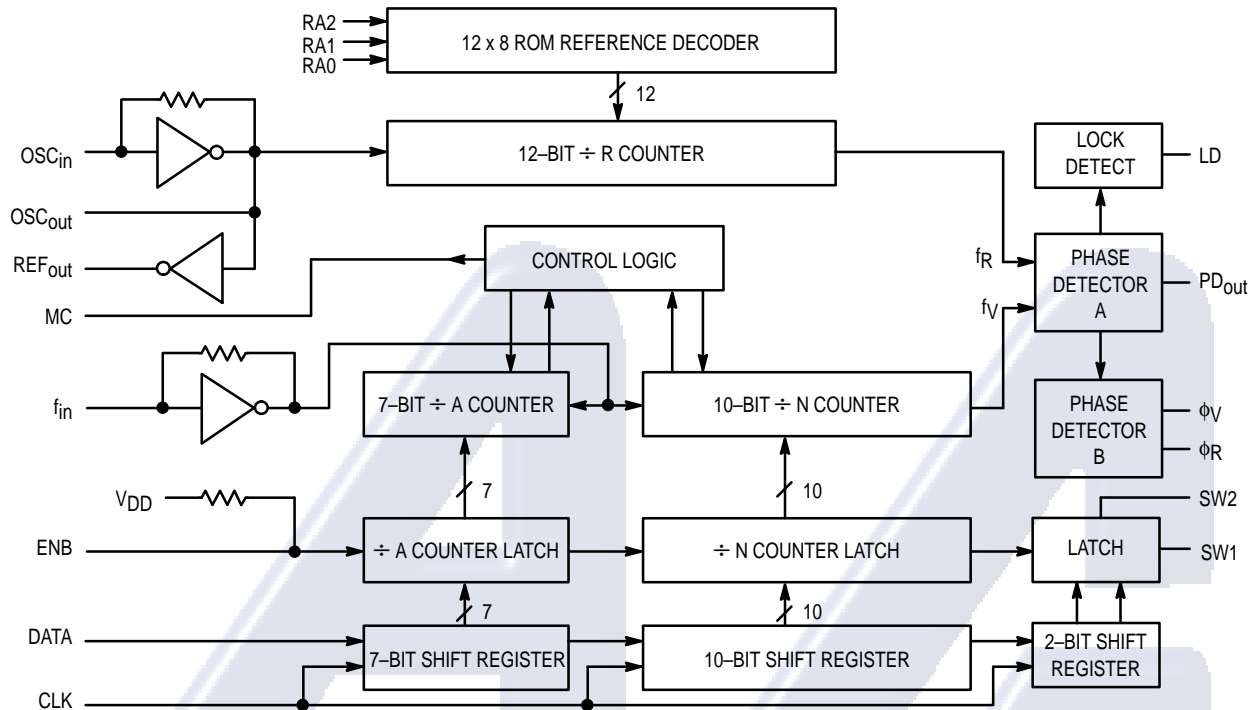 RA2
RA1
RA0
12 x 8 ROM REFERENCE DECODER
12
OSCin
12–BIT ÷ R COUNTER
LOCK
DETECT
LD
OSCout
REFout
CONTROL LOGIC
fR
PHASE
DETECTOR
A
PDout
MC
fV
fin
7–BIT ÷ A COUNTER
10–BIT ÷ N COUNTER
PHASE
DETECTOR
B
ϕV
ϕR
VDD
7
10
SW2
ENB
÷ A COUNTER LATCH
÷ N COUNTER LATCH
LATCH
SW1
7
10
DATA
7–BIT SHIFT REGISTER
10–BIT SHIFT REGISTER
2–BIT SHIFT
REGISTER
CLK